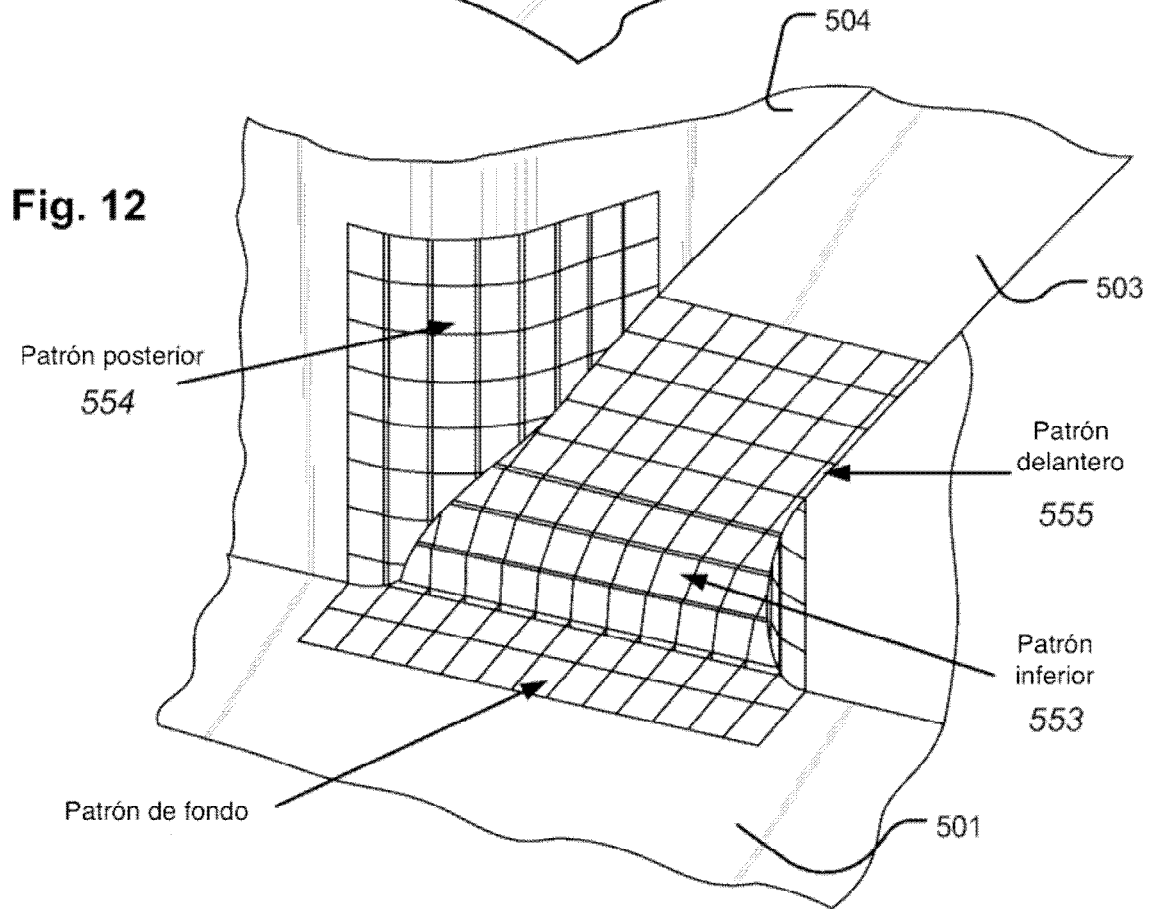 504
Fig. 12
503
Patrón posterior
554
Patrón
delantero
555
Patrón
inferior
553
Patrón de fondo
501